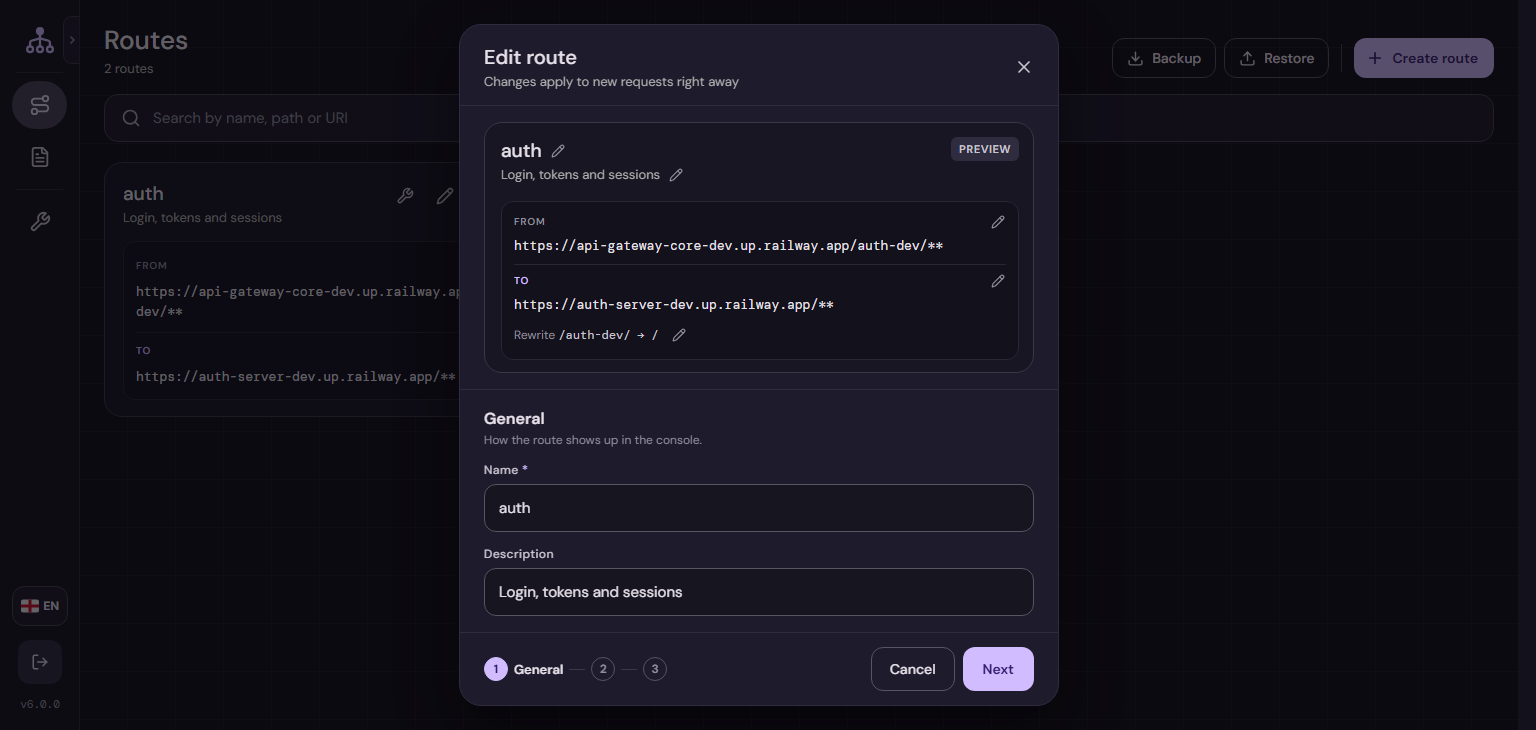 Routes
2 routes
Backup
Restore
Create route
Search by name, path or URI
auth
Login, tokens and sessions
FROM
https://api-gateway-core-dev.up.railway.ap
dev/**
TO
https://auth-server-dev.up.railway.app/**
EN
v6.0.0
Edit route
Changes apply to new requests right away
auth
PREVIEW
Login, tokens and sessions
FROM
https://api-gateway-core-dev.up.railway.app/auth-dev/**
TO
https://auth-server-dev.up.railway.app/**
Rewrite /auth-dev/ → /
General
How the route shows up in the console.
Name *
auth
Description
Login, tokens and sessions
1 General 2 3
Cancel
Next